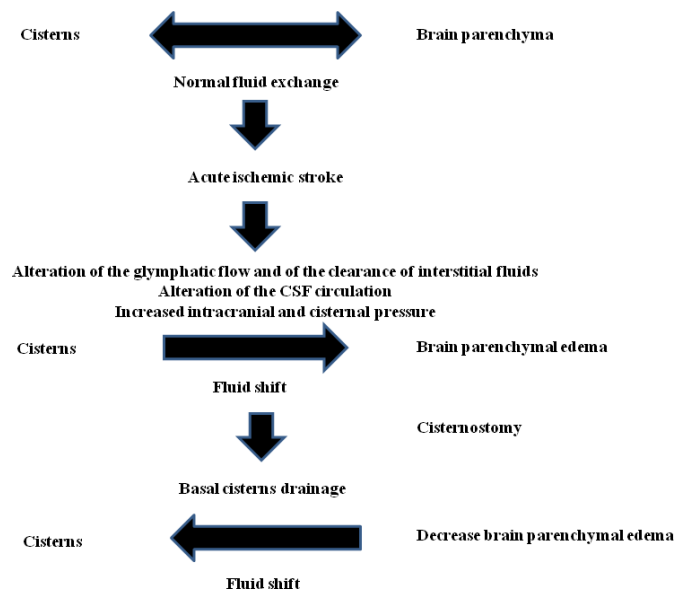 Cisterns
Brain parenchyma
Normal fluid exchange
Acute ischemic stroke
Alteration of the glymphatic flow and of the clearance of interstitial fluids
Alteration of the CSF circulation
Increased intracranial and cisternal pressure
Cisterns
Brain parenchymal edema
Fluid shift
Cisternostomy
Basal cisterns drainage
Cisterns
Decrease brain parenchymal edema
Fluid shift